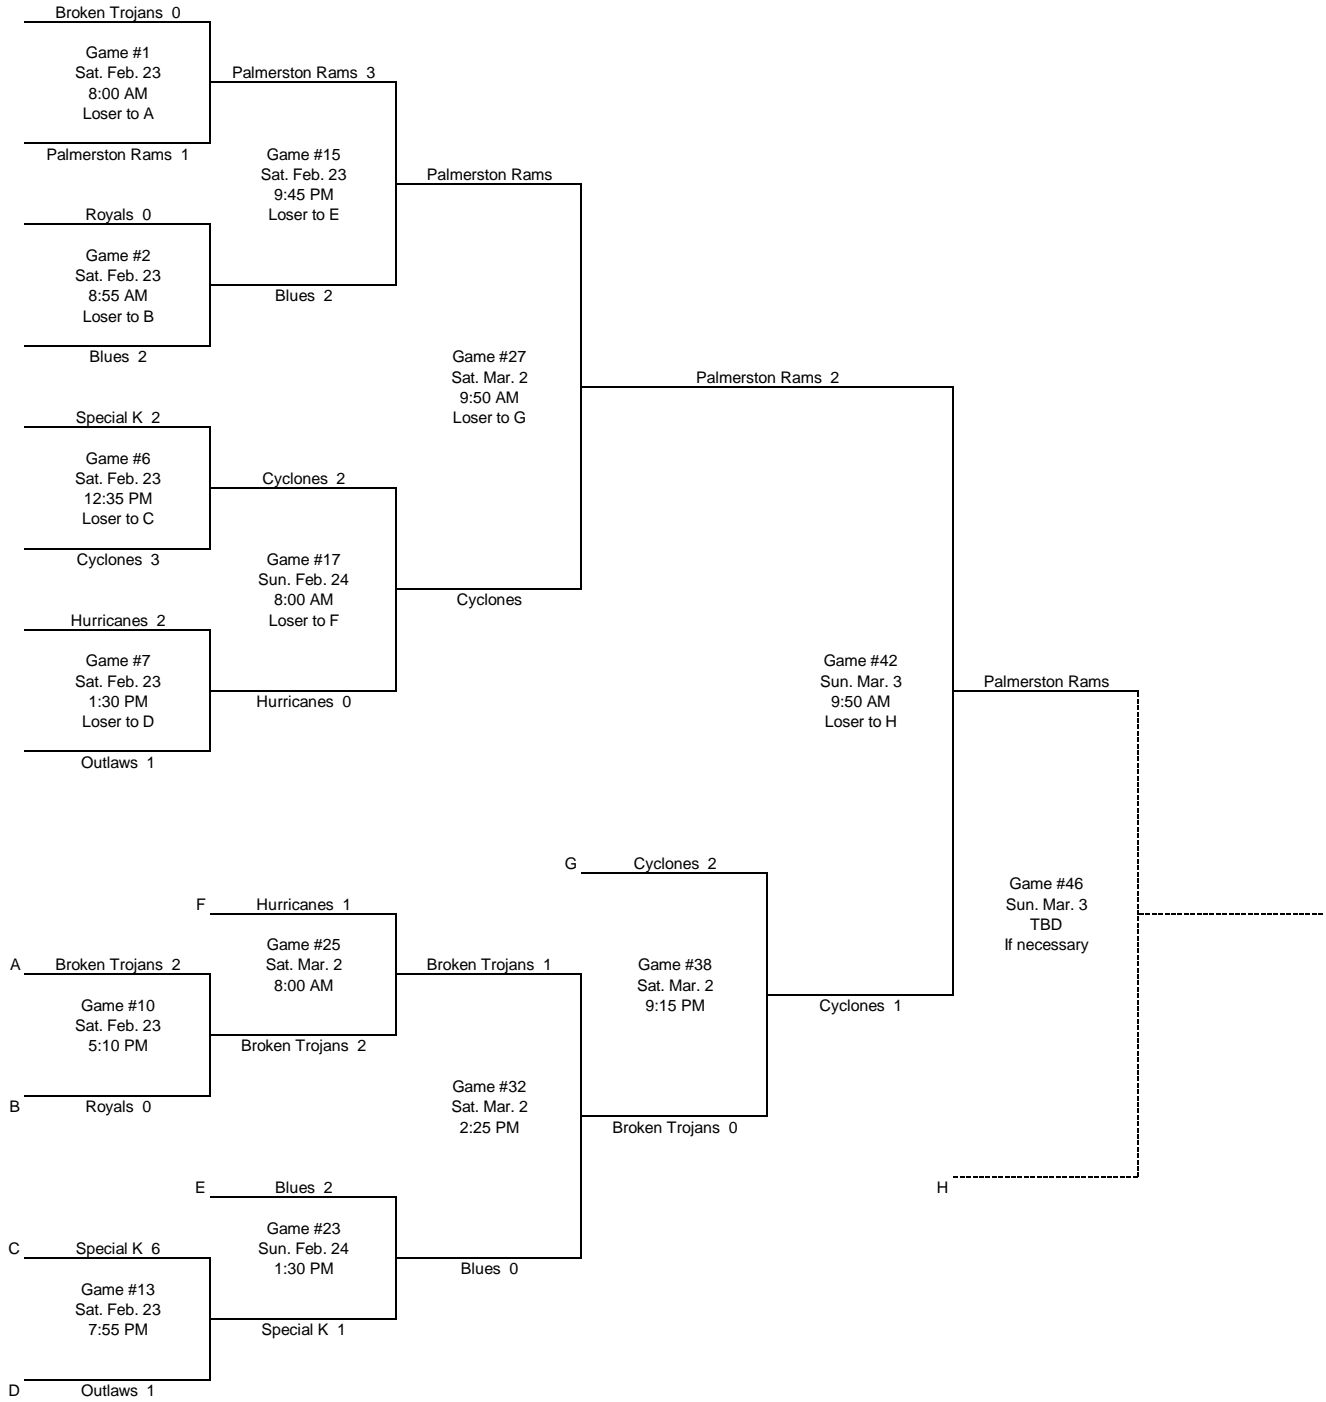 Broken Trojans 0
Game #1
Sat. Feb. 23
8:00 AM
Loser to A
Palmerston Rams 1
Palmerston Rams 3
Game #15
Sat. Feb. 23
9:45 PM
Loser to E
Blues 2
Royals 0
Game #2
Sat. Feb. 23
8:55 AM
Loser to B
Blues 2
Palmerston Rams
Game #27
Sat. Mar. 2
9:50 AM
Loser to G
Cyclones
Special K 2
Game #6
Sat. Feb. 23
12:35 PM
Loser to C
Cyclones 3
Cyclones 2
Game #17
Sun. Feb. 24
8:00 AM
Loser to F
Hurricanes 0
Hurricanes 2
Game #7
Sat. Feb. 23
1:30 PM
Loser to D
Outlaws 1
Palmerston Rams 2
Game #42
Sun. Mar. 3
9:50 AM
Loser to H
Cyclones 1
Palmerston Rams
Game #46
Sun. Mar. 3
TBD
If necessary
H
G Cyclones 2
Game #38
Sat. Mar. 2
9:15 PM
Broken Trojans 0
F Hurricanes 1
Game #25
Sat. Mar. 2
8:00 AM
Broken Trojans 2
A Broken Trojans 2
Game #10
Sat. Feb. 23
5:10 PM
B Royals 0
Broken Trojans 1
Game #32
Sat. Mar. 2
2:25 PM
Blues 0
E Blues 2
Game #23
Sun. Feb. 24
1:30 PM
Special K 1
C Special K 6
Game #13
Sat. Feb. 23
7:55 PM
D Outlaws 1